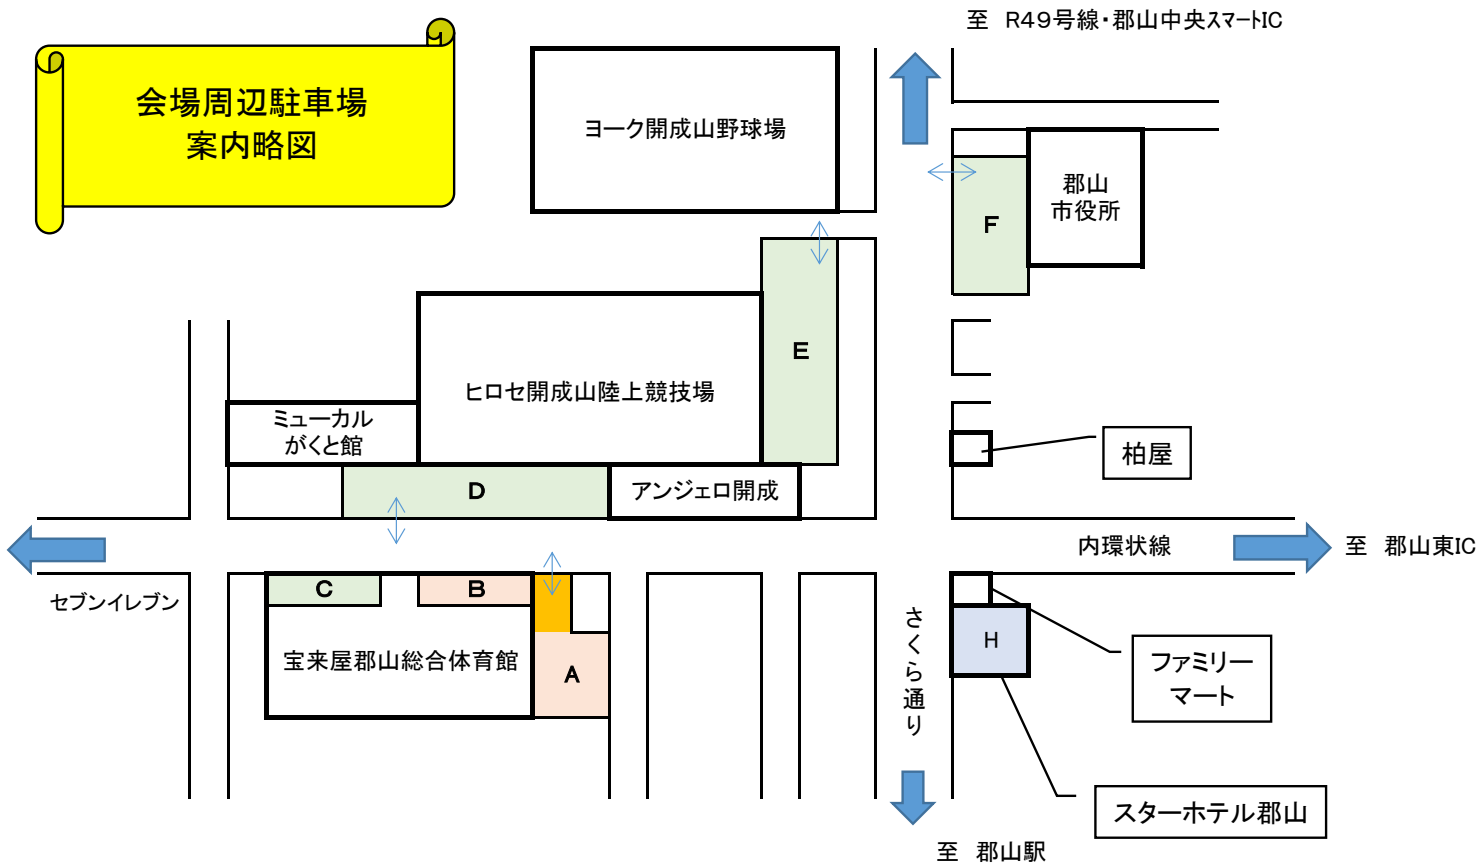 至　R49号線・郡山中央スマートIC
会場周辺駐車場
案内略図
ヨーク開成山野球場
郡山
市役所
F
E
ヒロセ開成山陸上競技場
ミューカル
がくと館
柏屋
D
アンジェロ開成
内環状線
至　郡山東IC
セブンイレブン
C
B
さくら通り
H
宝来屋郡山総合体育館
A
ファミリー
マート
スターホテル郡山
至　郡山駅